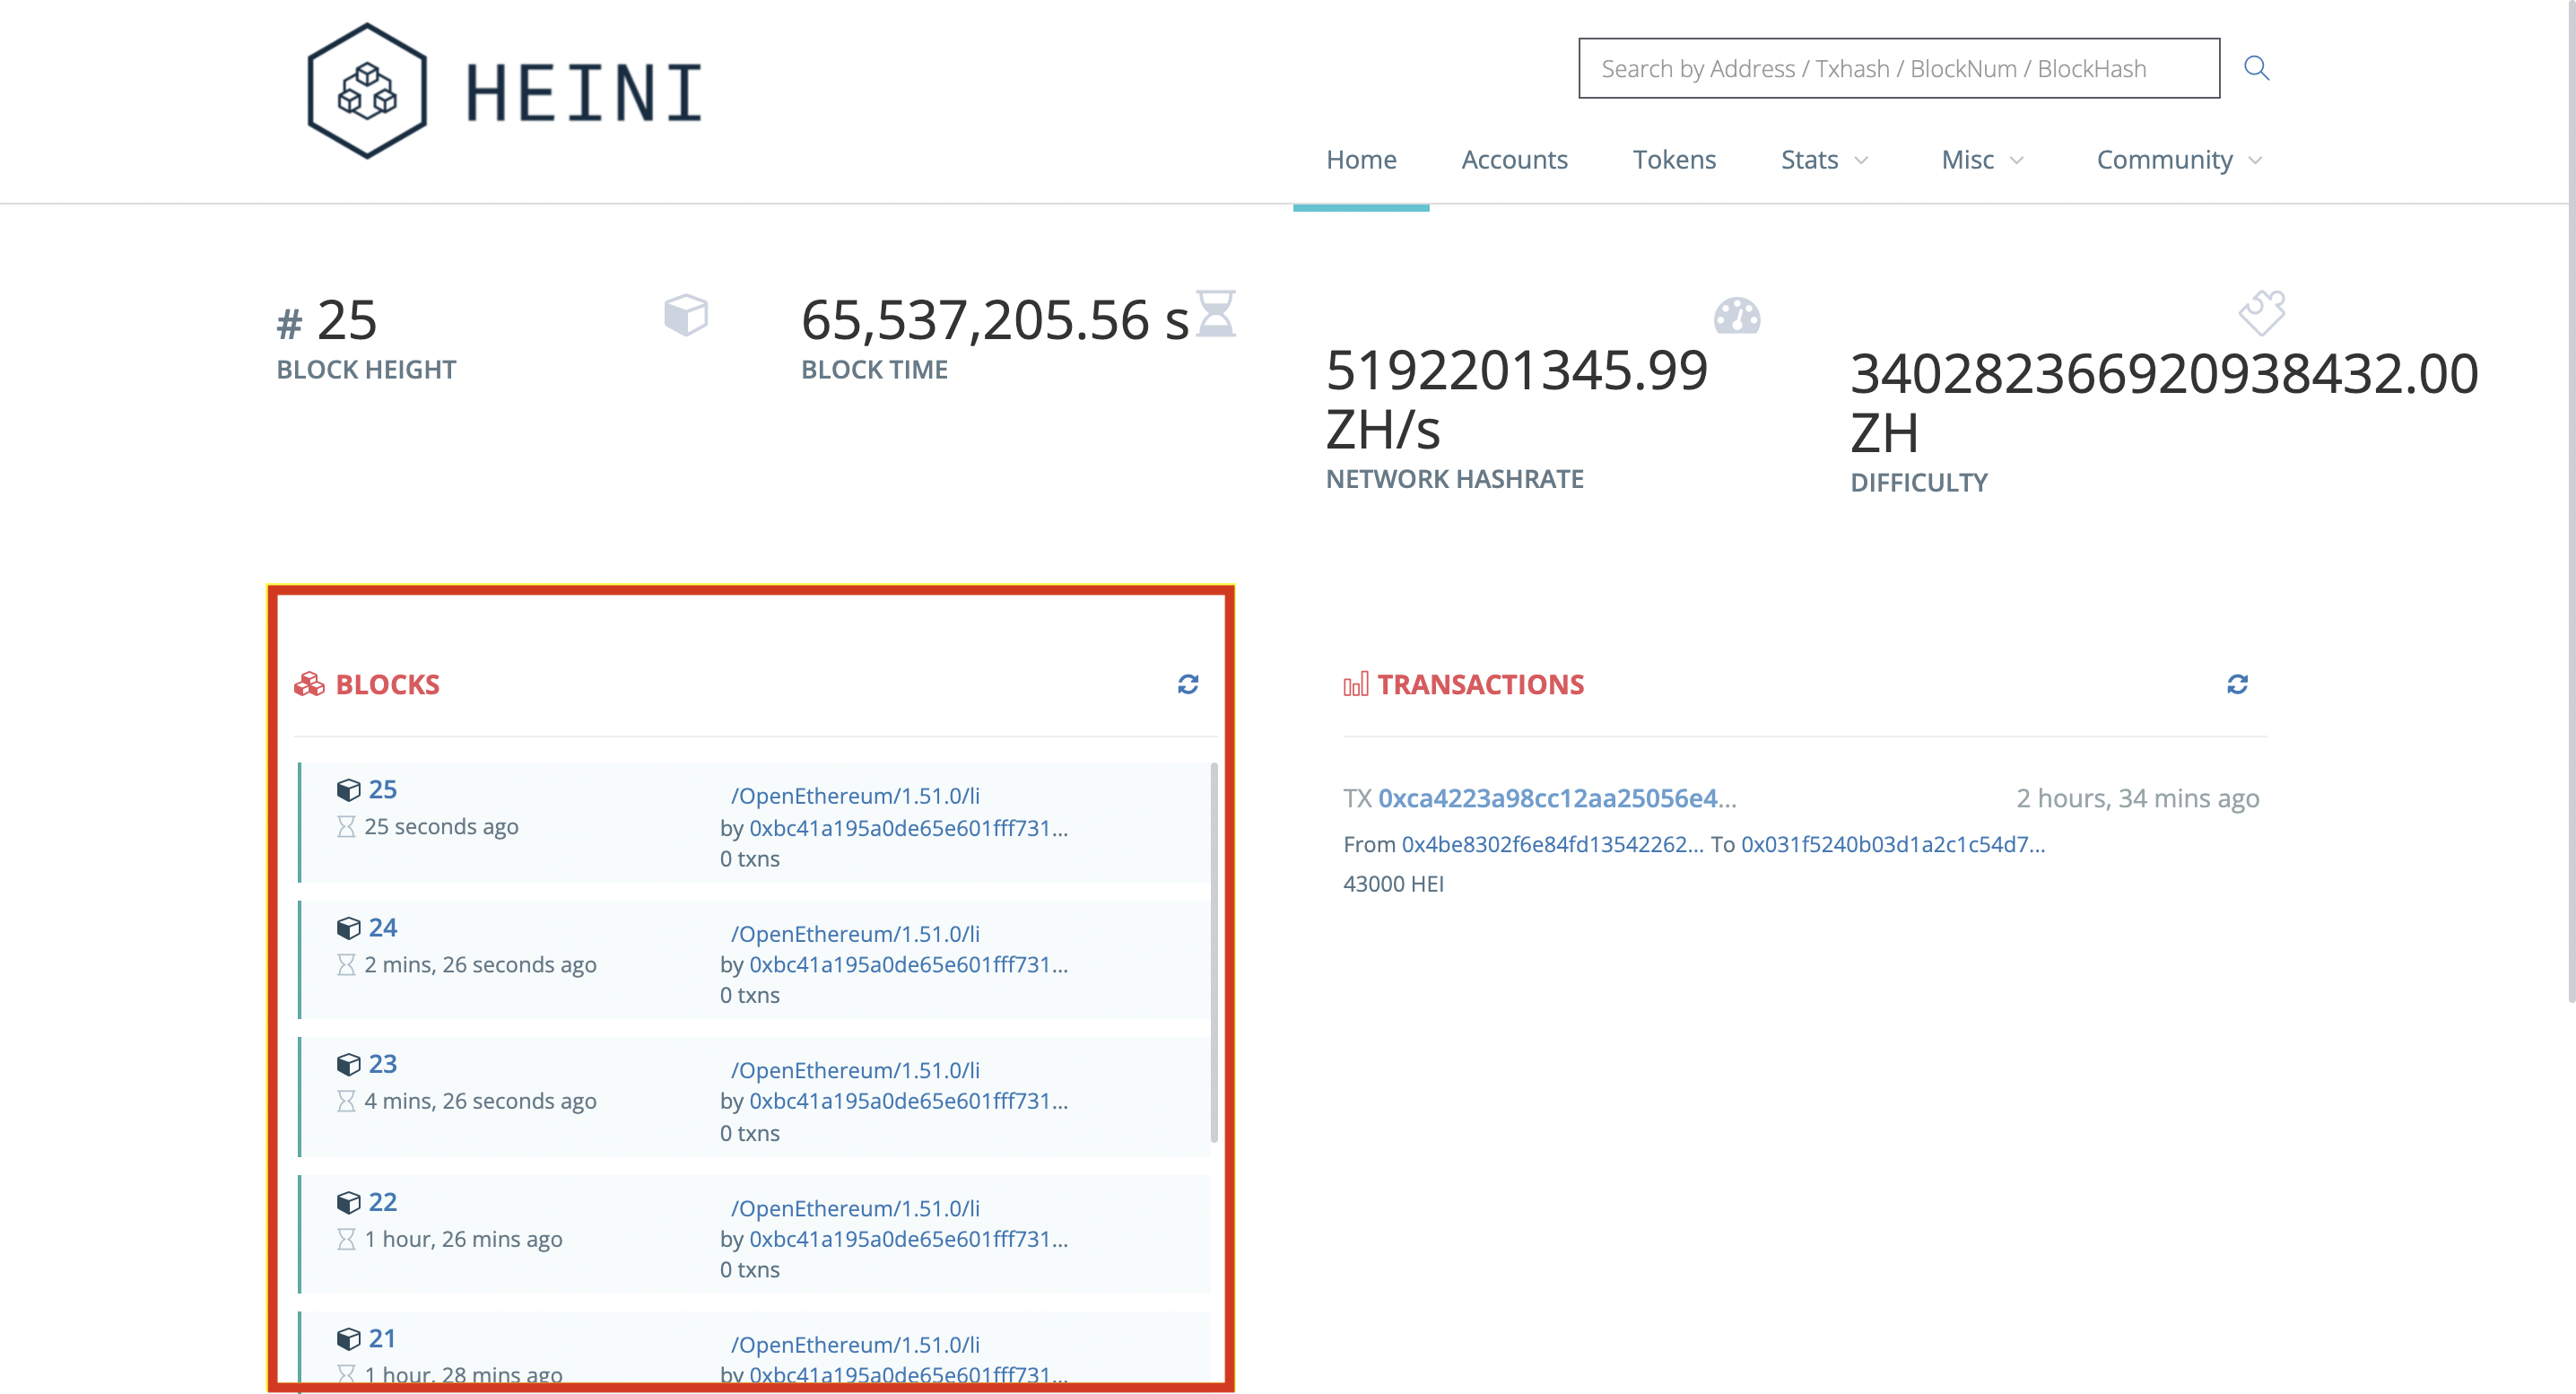 HEINI
Search by Address / Txhash / BlockNum / BlockHash
Home Accounts Tokens Stats Misc Community
# 25
BLOCK HEIGHT
65,537,205.56 s
BLOCK TIME
5192201345.99
ZH/s
NETWORK HASHRATE
340282366920938432.00
ZH
DIFFICULTY
BLOCKS
25
25 seconds ago
/OpenEthereum/1.51.0/li
by 0xbc41a195a0de65e601fff731...
0 txns
24
2 mins, 26 seconds ago
/OpenEthereum/1.51.0/li
by 0xbc41a195a0de65e601fff731...
0 txns
23
4 mins, 26 seconds ago
/OpenEthereum/1.51.0/li
by 0xbc41a195a0de65e601fff731...
0 txns
22
1 hour, 26 mins ago
/OpenEthereum/1.51.0/li
by 0xbc41a195a0de65e601fff731...
0 txns
21
1 hour, 28 mins ago
/OpenEthereum/1.51.0/li
by 0xbc41a195a0de65e601fff731...
TRANSACTIONS
TX 0xca4223a98cc12aa25056e4... 2 hours, 34 mins ago
From 0x4be8302f6e84fd13542262... To 0x031f5240b03d1a2c1c54d7...
43000 HEI